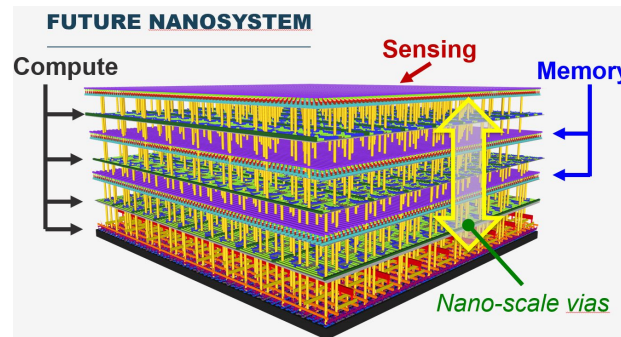 FUTURE NANOSYSTEM
Sensing
Compute
Memory
Nano-scale vias